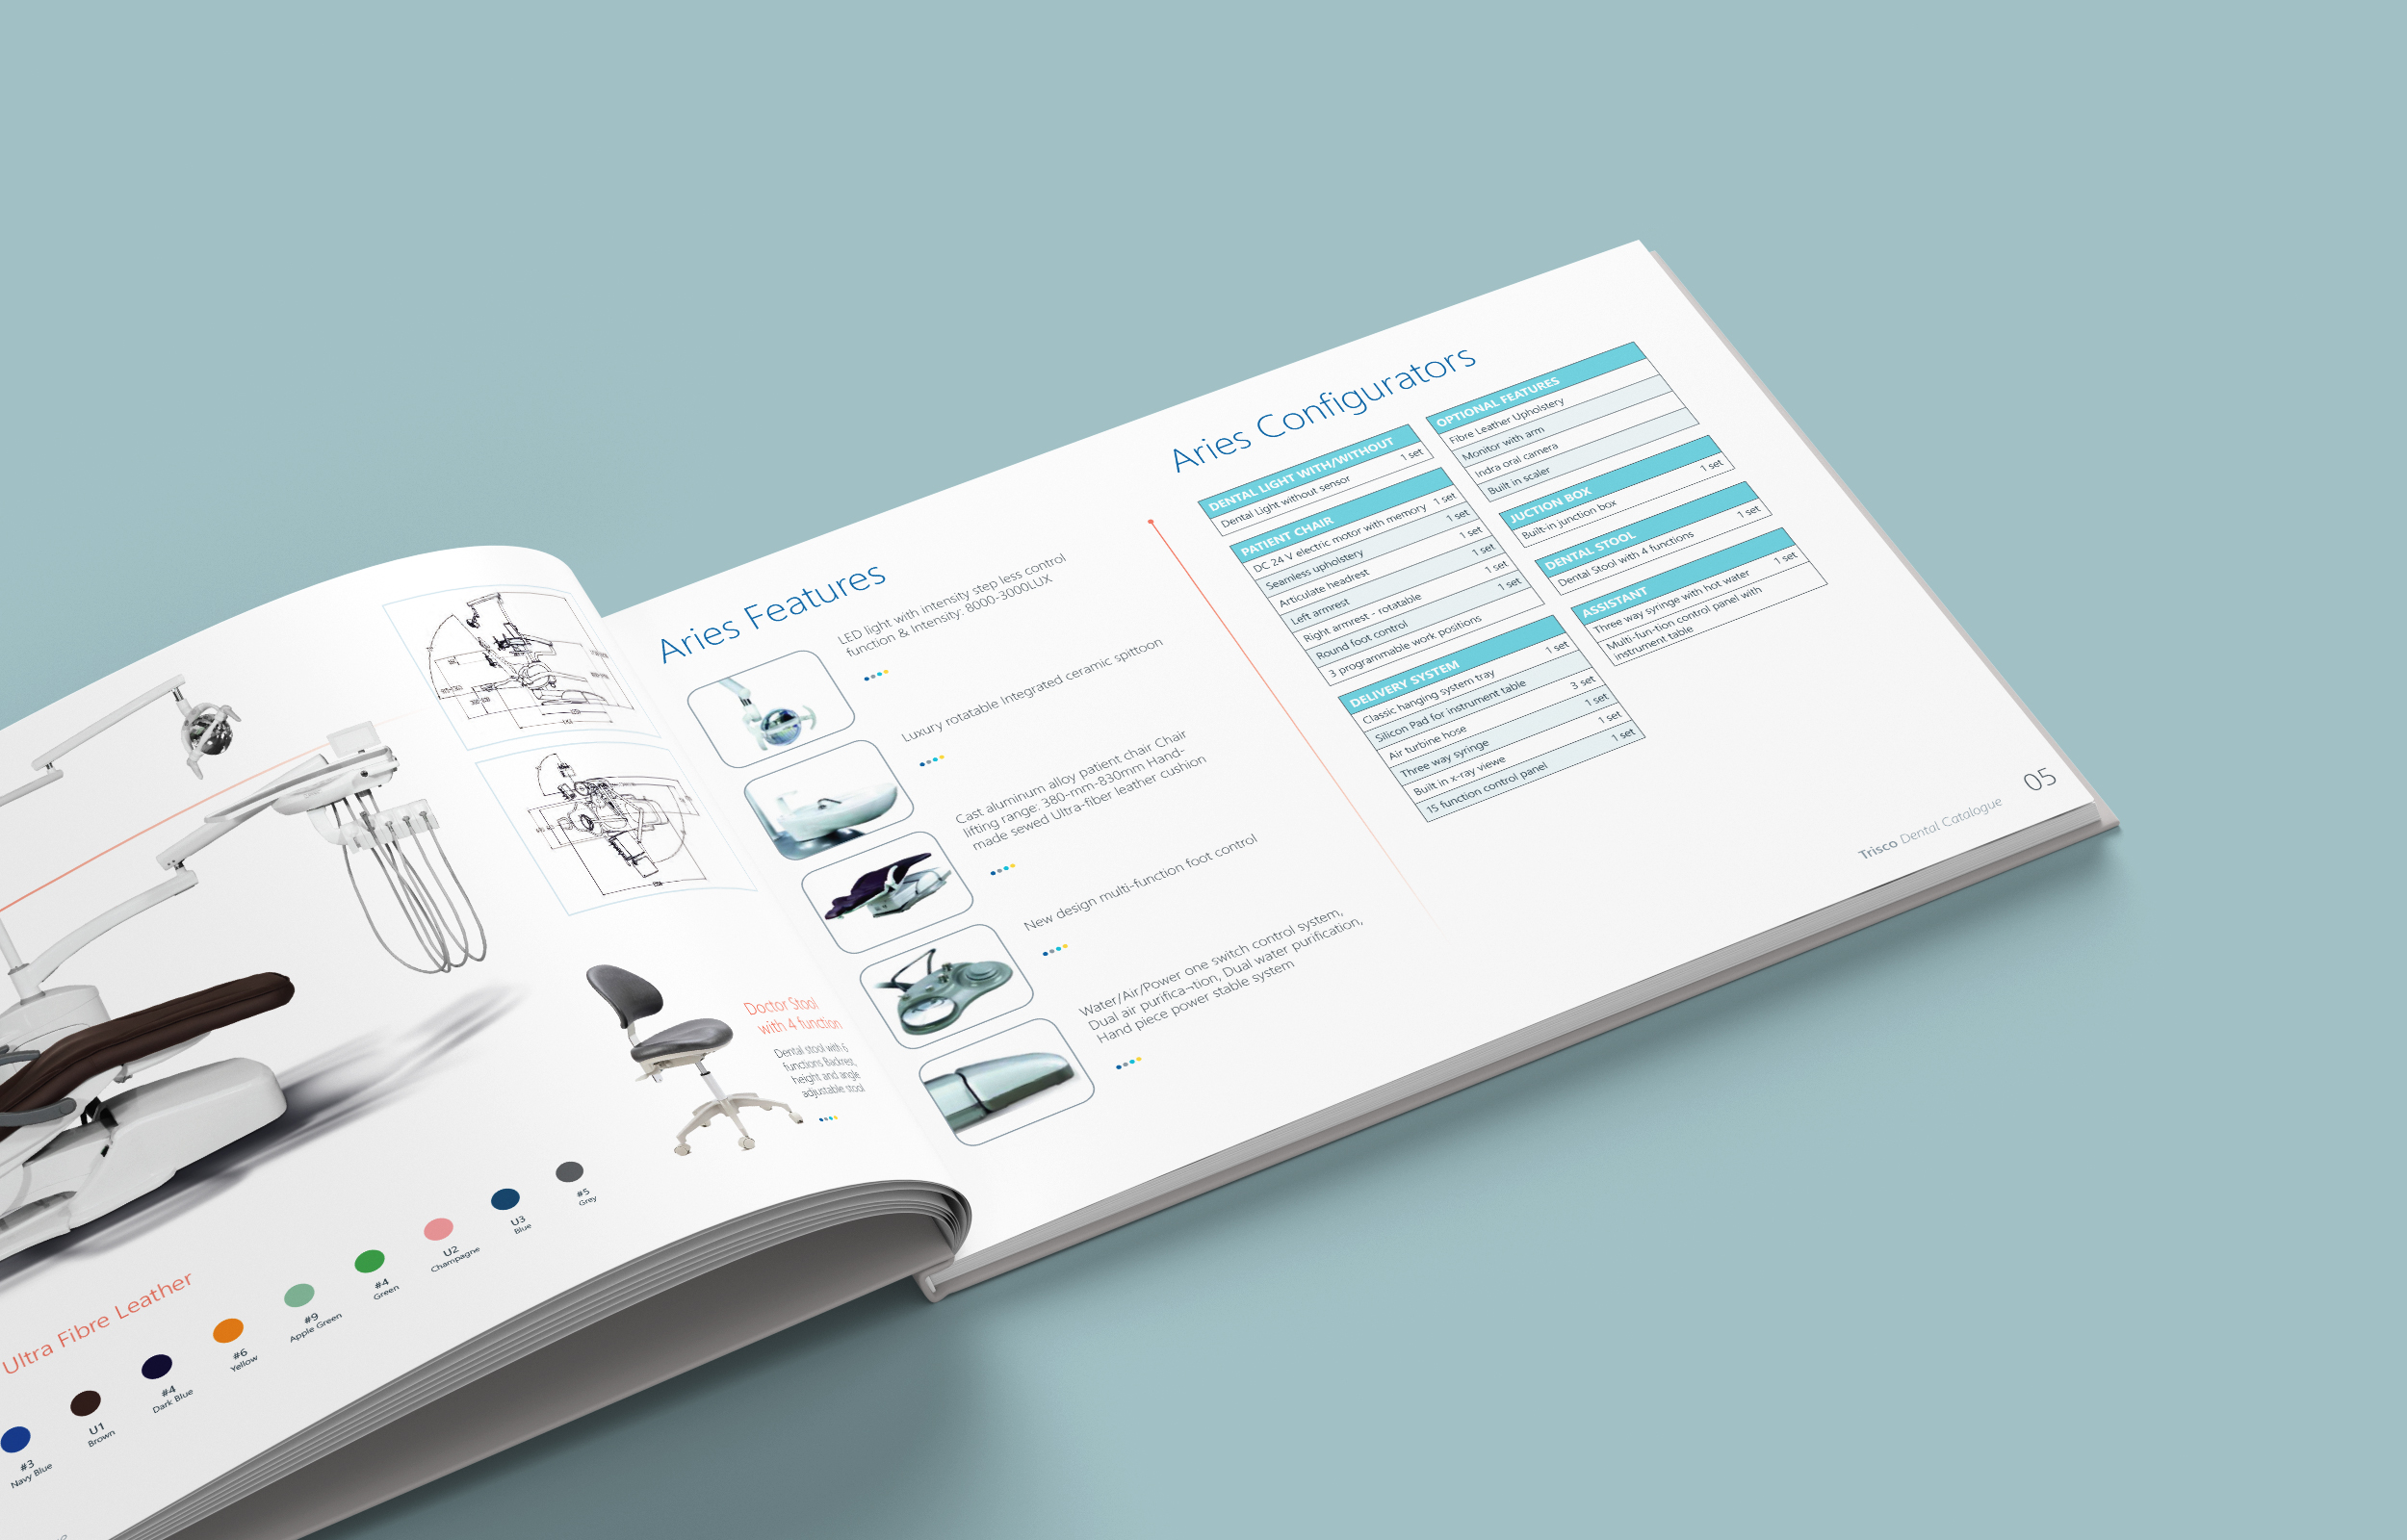 Doctor Stool
with 4 function
Dental stool with 6
functions Backrest,
height and angle
adjustable stool
Ultra Fibre Leather
#3
Navy Blue
U1
Brown
#4
Dark Blue
#6
Yellow
#9
Apple Green
#4
Green
U2
Champagne
U3
Blue
#5
Grey
Aries Features
LED light with intensity step less control
function & Intensity: 8000-3000LUX
Luxury rotatable Integrated ceramic spittoon
Cast aluminum alloy patient chair Chair
lifting range: 380-mm-830mm Hand-
made sewed Ultra-fiber leather cushion
New design multi-function foot control
Water/Air/Power one switch control system,
Dual air purifica¬tion, Dual water purification,
Hand piece power stable system
Aries Configurators
DENTAL LIGHT WITH/WITHOUT
Dental Light without sensor 1 set
PATIENT CHAIR
DC 24 V electric motor with memory 1 set
Seamless upholstery 1 set
Articulate headrest 1 set
Left armrest 1 set
Right armrest - rotatable 1 set
Round foot control 1 set
3 programmable work positions
DELIVERY SYSTEM
Classic hanging system tray 1 set
Silicon Pad for instrument table
Air turbine hose 3 set
Three way syringe 1 set
Built in x-ray viewe 1 set
15 function control panel 1 set
OPTIONAL FEATURES
Fibre Leather Upholstery
Monitor with arm
Indra oral camera
Built in scaler
JUCTION BOX
Built-in junction box 1 set
DENTAL STOOL
Dental Stool with 4 functions 1 set
ASSISTANT
Three way syringe with hot water 1 set
Multi-fun-tion control panel with
instrument table
Trisco Dental Catalogue 05